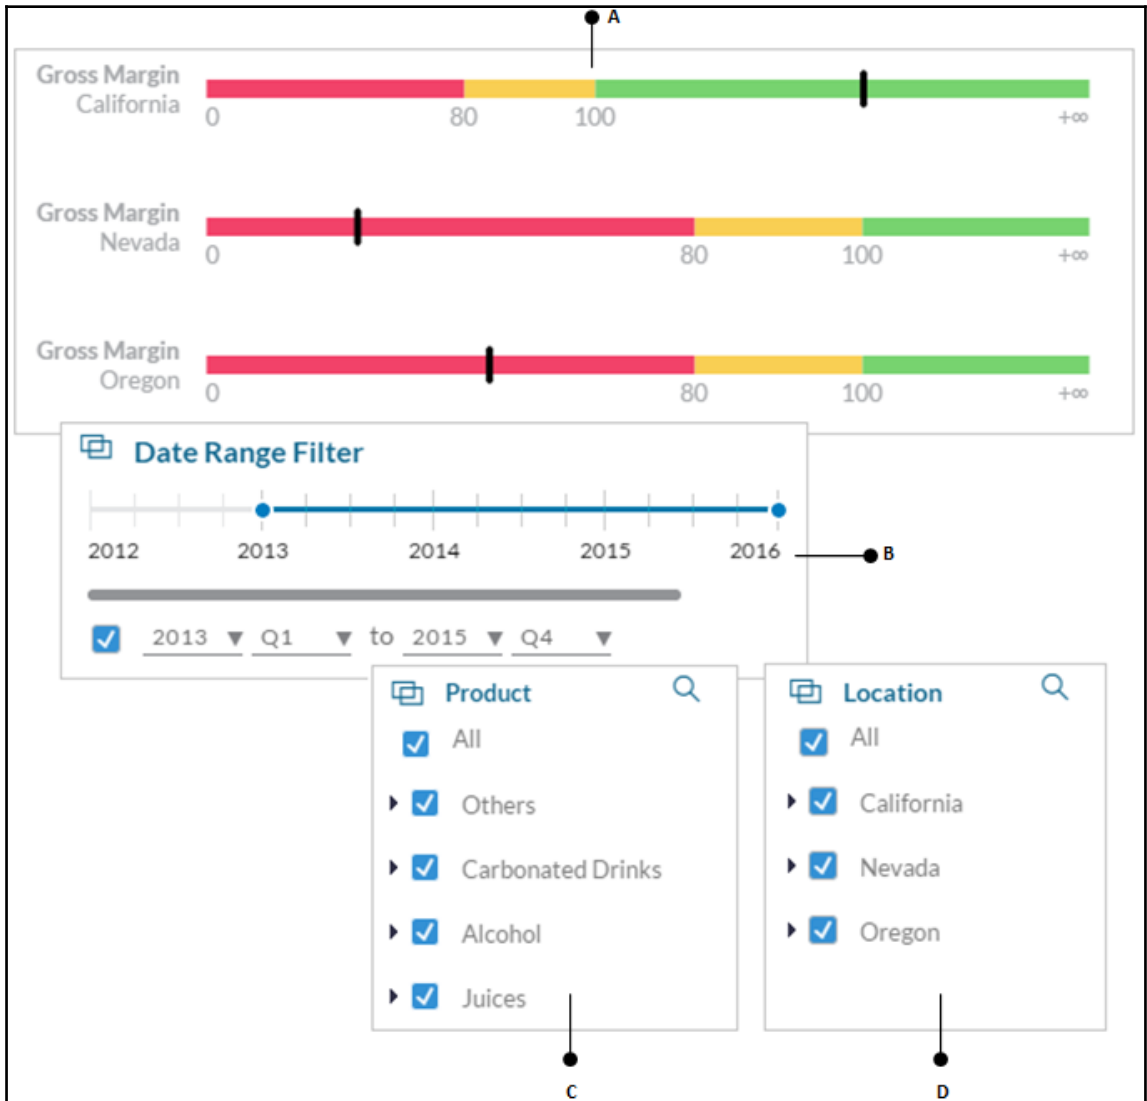 A
Gross Margin
California
0 80 100 +∞
Gross Margin
Nevada
0 80 100 +∞
Gross Margin
Oregon
0 80 100 +∞
Date Range Filter
2012 2013 2014 2015 2016
B
2013 Q1 to 2015 Q4
Product
All
Others
Carbonated Drinks
Alcohol
Juices
C
Location
All
California
Nevada
Oregon
D